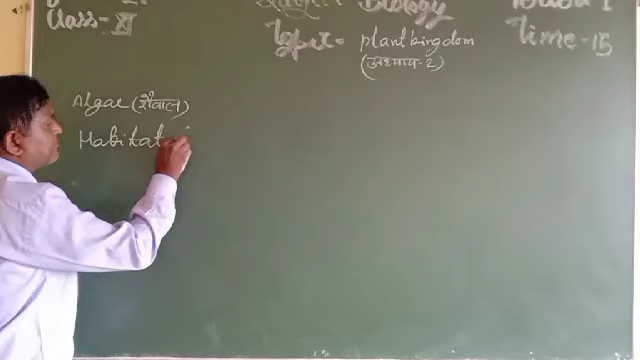 Class-XI
Biology
Topic= plant kingdom
(अध्याय-2)
Time-15
Algae (शैवाल)
Habitat